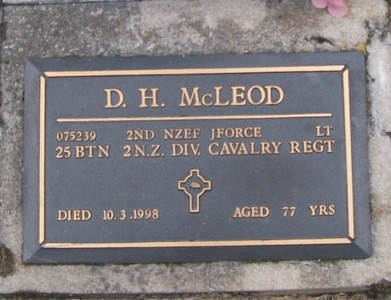 D. H. McLEOD
075239 2ND NZEF JFORCE LT
25 BTN 2 N.Z. DIV. CAVALRY REGT
DIED 10.3.1998 AGED 77 YRS